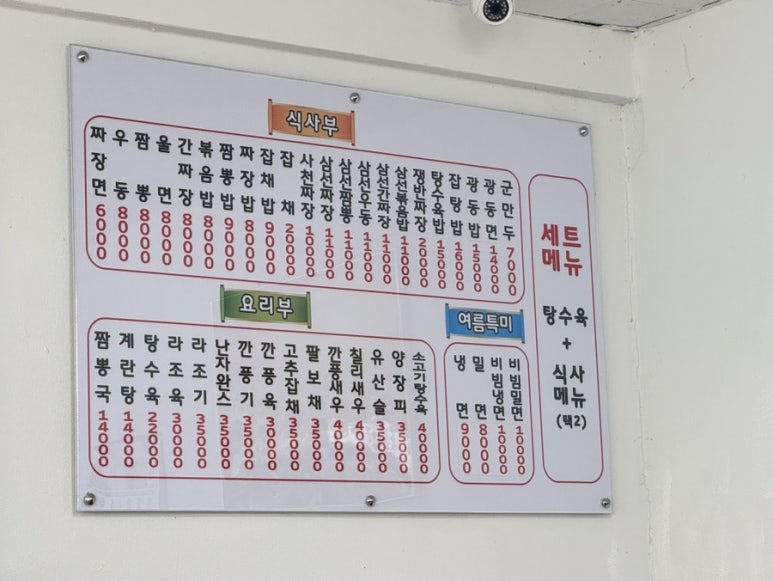 식사부
짜장면 6000
우동 8000
짬뽕 8000
울면 8000
간짜장 8000
볶음밥 8000
짬뽕밥 9000
짜장밥 8000
잡채밥 9000
잡채 20000
사천짜장 10000
삼선짜장 11000
삼선짬뽕 11000
삼선우동 11000
삼선간짜장 11000
삼선볶음밥 11000
쟁반짜장 20000
탕수육밥 15000
잡탕밥 16000
광동밥 15000
광동면 14000
군만두 7000
요리부
짬뽕국 14000
계란탕 14000
탕수육 22000
라조육 30000
라조기 35000
난자완스 35000
깐풍기 35000
깐풍육 30000
고추잡채 35000
팔보채 35000
깐풍새우 40000
칠리새우 40000
유산슬 35000
양장피 35000
소고기탕수육 40000
여름특미
냉면 9000
밀면 8000
비빔냉면 10000
비빔밀면 10000
세트
메뉴
탕수육
+
식사
메뉴
(택2)